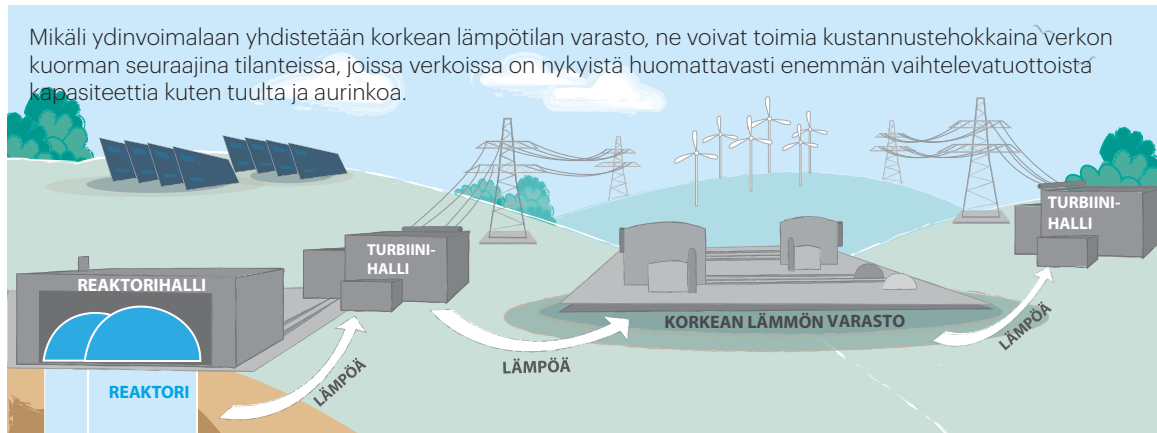 Mikäli ydinvoimalaan yhdistetään korkean lämpötilan varasto, ne voivat toimia kustannustehokkaina verkon
kuorman seuraajina tilanteissa, joissa verkoissa on nykyistä huomattavasti enemmän vaihtelevatuottoista
kapasiteettia kuten tuulta ja aurinkoa.
TURBIINI-
HALLI
REAKTORIHALLI
REAKTORI
LÄMPÖÄ
LÄMPÖÄ
KORKEAN LÄMMÖN VARASTO
LÄMPÖÄ
TURBIINI-
HALLI